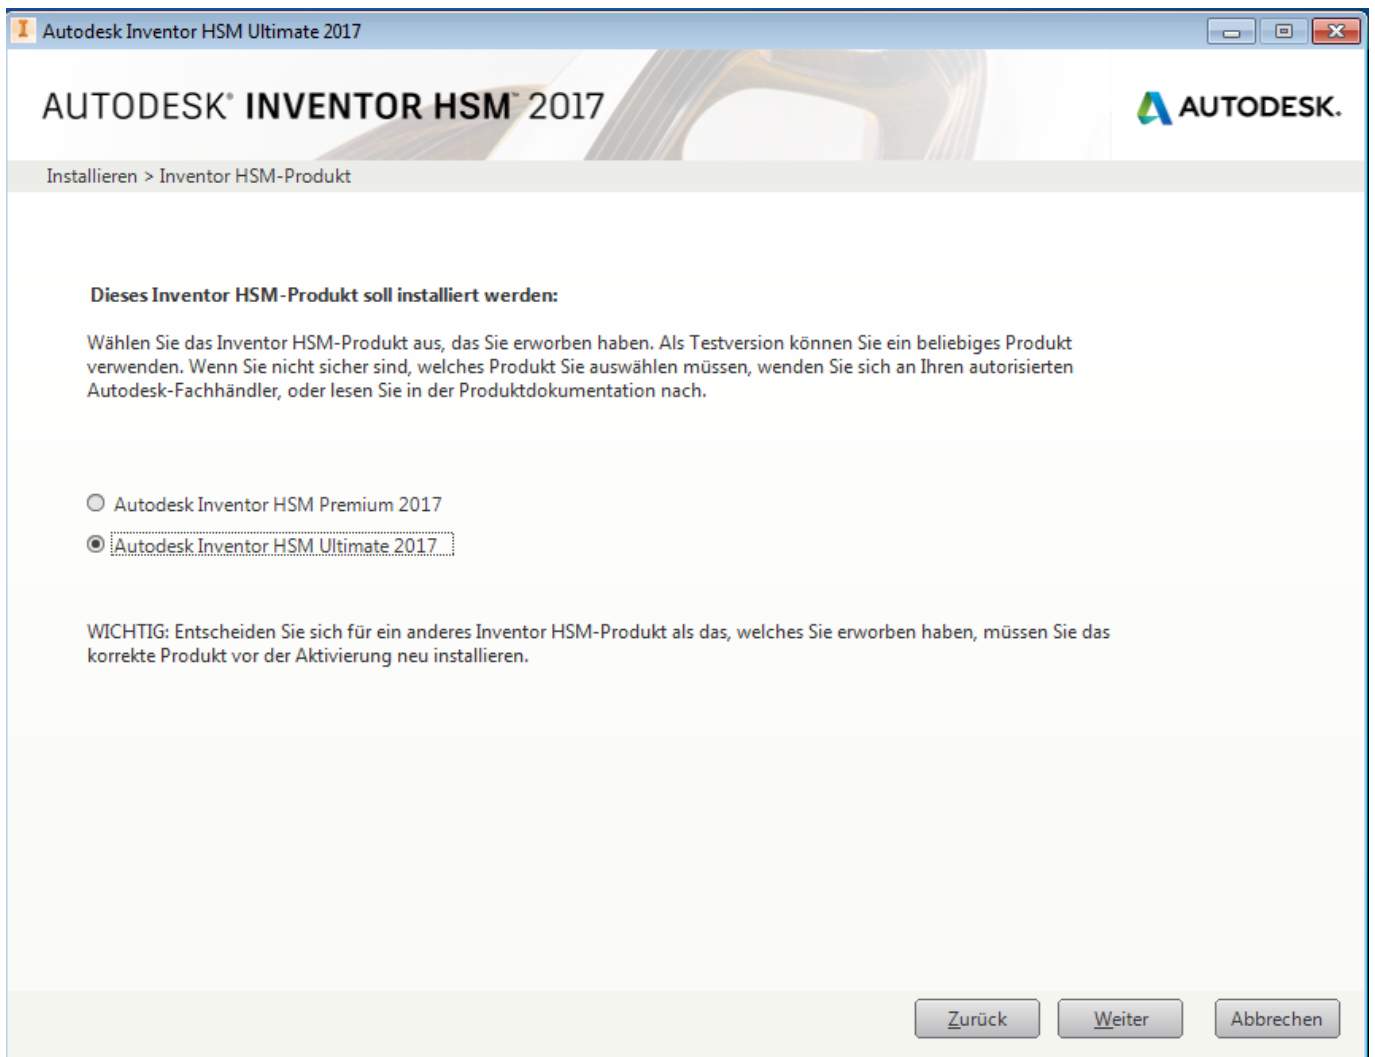 Autodesk Inventor HSM Ultimate 2017
AUTODESK® INVENTOR HSM™ 2017
AUTODESK.
Installieren > Inventor HSM-Produkt
Dieses Inventor HSM-Produkt soll installiert werden:
Wählen Sie das Inventor HSM-Produkt aus, das Sie erworben haben. Als Testversion können Sie ein beliebiges Produkt
verwenden. Wenn Sie nicht sicher sind, welches Produkt Sie auswählen müssen, wenden Sie sich an Ihren autorisierten
Autodesk-Fachhändler, oder lesen Sie in der Produktdokumentation nach.
Autodesk Inventor HSM Premium 2017
Autodesk Inventor HSM Ultimate 2017
WICHTIG: Entscheiden Sie sich für ein anderes Inventor HSM-Produkt als das, welches Sie erworben haben, müssen Sie das
korrekte Produkt vor der Aktivierung neu installieren.
Zurück Weiter Abbrechen